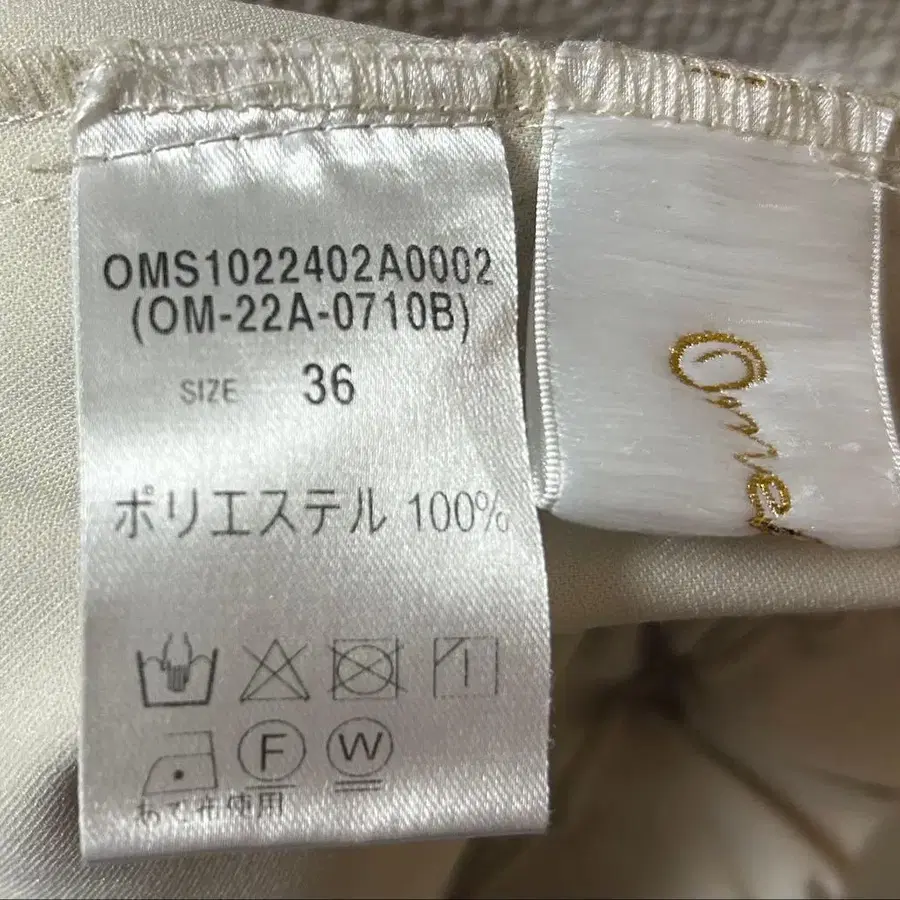 OMS1022402A0002
(OM-22A-0710B)
SIZE 36
ポリエステル 100%
F W
あて布使用